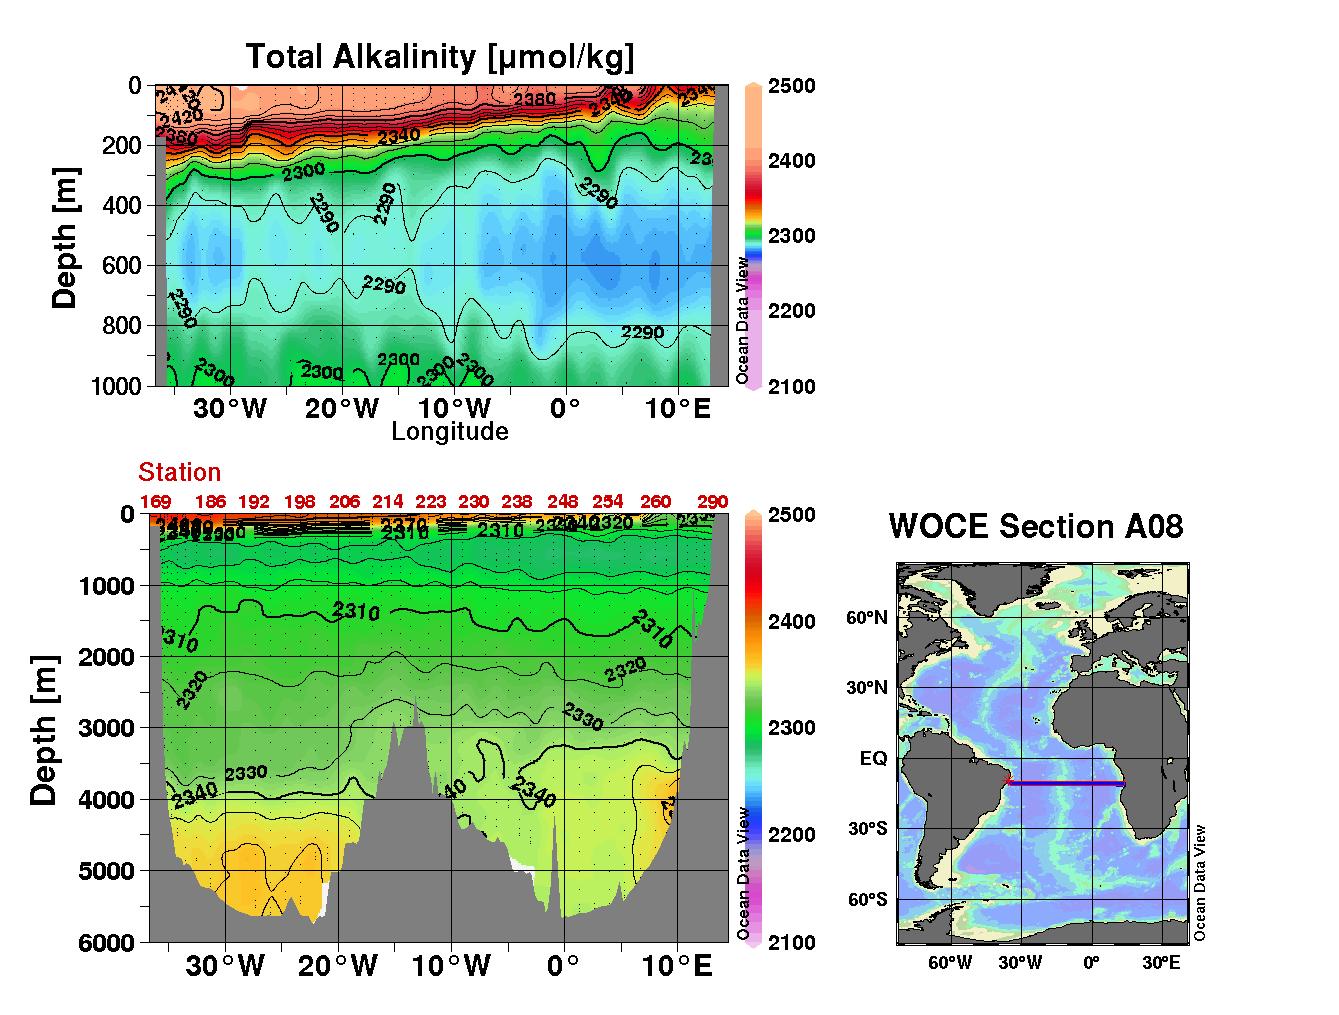 Total Alkalinity [µmol/kg]
0
200
400
600
800
1000
Depth [m]
2420
2380
2380
2340
2340
2300
2290
2290
2290
2290
2290
2290
2300
2300
2300
2300
2300
2500
2400
2300
2200
2100
Ocean Data View
30°W 20°W 10°W 0° 10°E
Longitude
Station
169 186 192 198 206 214 223 230 238 248 254 260 290
0
1000
2000
3000
4000
5000
6000
Depth [m]
2370
2310
2310
2320
2310
2310
2310
2320
2320
2330
2330
2340
2340
2500
2400
2300
2200
2100
Ocean Data View
30°W 20°W 10°W 0° 10°E
WOCE Section A08
60°N
30°N
EQ
30°S
60°S
60°W 30°W 0° 30°E
Ocean Data View